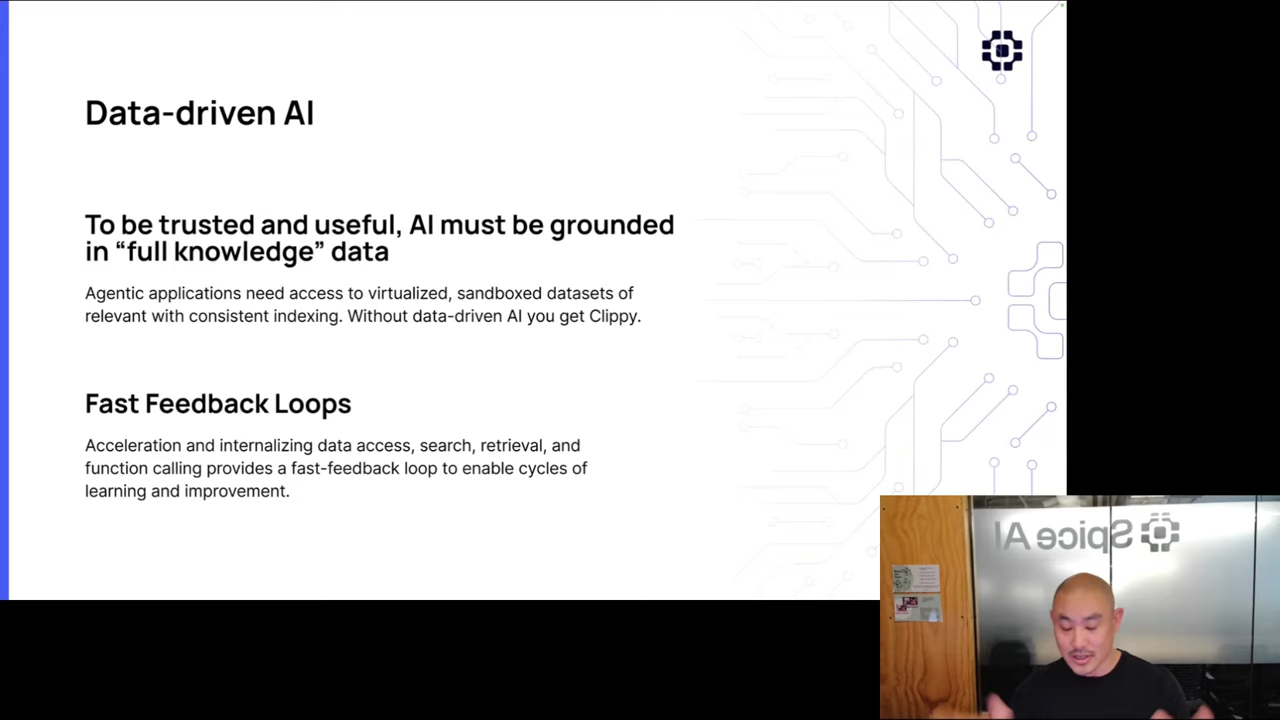 Data-driven AI
To be trusted and useful, AI must be grounded
in “full knowledge” data
Agentic applications need access to virtualized, sandboxed datasets of
relevant with consistent indexing. Without data-driven AI you get Clippy.
Fast Feedback Loops
Acceleration and internalizing data access, search, retrieval, and
function calling provides a fast-feedback loop to enable cycles of
learning and improvement.
Spice AI